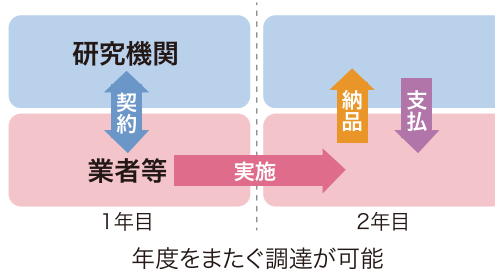 研究機関
契約
納品
支払
業者等
実施
1年目
2年目
年度をまたぐ調達が可能